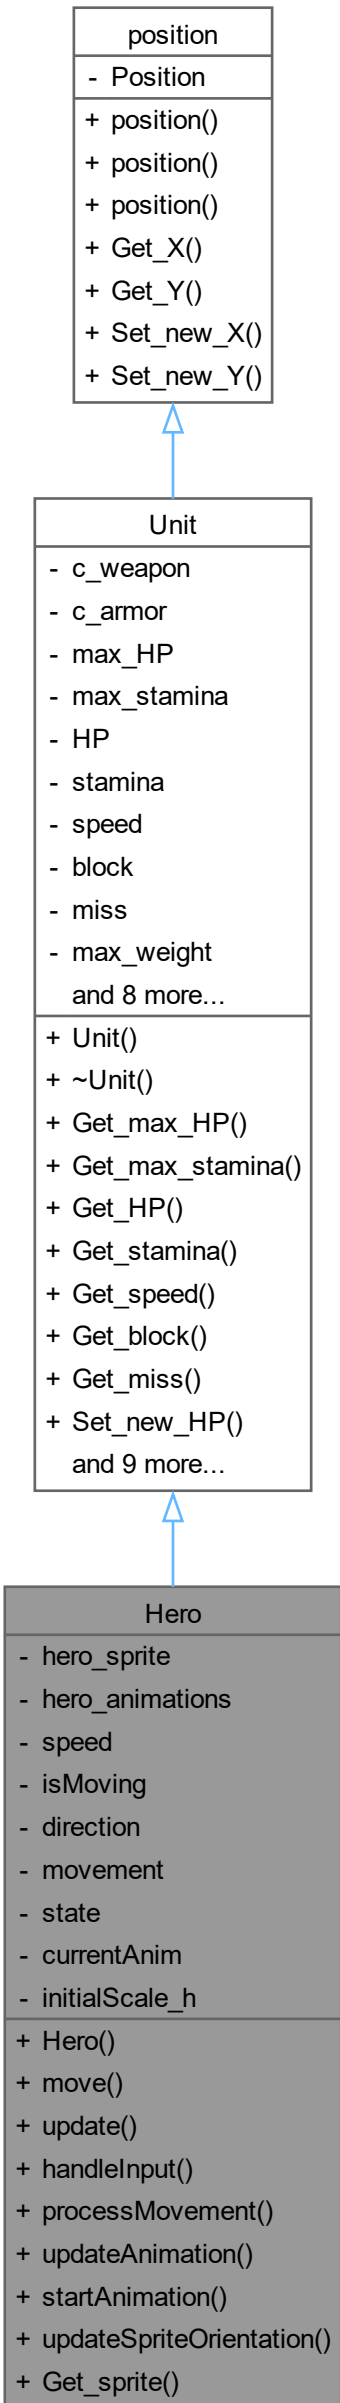 position
- Position
+ position()
+ position()
+ position()
+ Get_X()
+ Get_Y()
+ Set_new_X()
+ Set_new_Y()
Unit
- c_weapon
- c_armor
- max_HP
- max_stamina
- HP
- stamina
- speed
- block
- miss
- max_weight
and 8 more...
+ Unit()
+ ~Unit()
+ Get_max_HP()
+ Get_max_stamina()
+ Get_HP()
+ Get_stamina()
+ Get_speed()
+ Get_block()
+ Get_miss()
+ Set_new_HP()
and 9 more...
Hero
- hero_sprite
- hero_animations
- speed
- isMoving
- direction
- movement
- state
- currentAnim
- initialScale_h
+ Hero()
+ move()
+ update()
+ handleInput()
+ processMovement()
+ updateAnimation()
+ startAnimation()
+ updateSpriteOrientation()
+ Get_sprite()